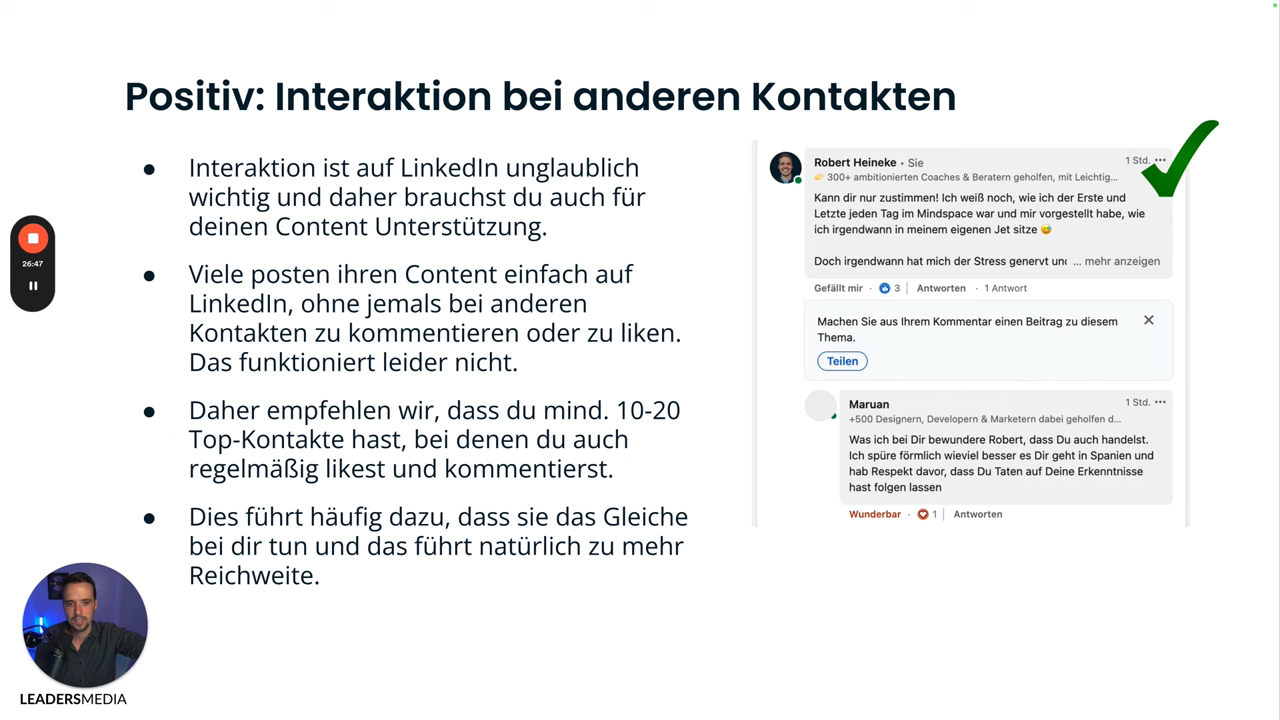 Positiv: Interaktion bei anderen Kontakten
● Interaktion ist auf LinkedIn unglaublich
wichtig und daher brauchst du auch für
deinen Content Unterstützung.
● Viele posten ihren Content einfach auf
LinkedIn, ohne jemals bei anderen
Kontakten zu kommentieren oder zu liken.
Das funktioniert leider nicht.
● Daher empfehlen wir, dass du mind. 10-20
Top-Kontakte hast, bei denen du auch
regelmäßig likest und kommentierst.
● Dies führt häufig dazu, dass sie das Gleiche
bei dir tun und das führt natürlich zu mehr
Reichweite.
Robert Heineke • Sie
1 Std. •••
👉 300+ ambitionierten Coaches & Beratern geholfen, mit Leichtig...
Kann dir nur zustimmen! Ich weiß noch, wie ich der Erste und
Letzte jeden Tag im Mindspace war und mir vorgestellt habe, wie
ich irgendwann in meinem eigenen Jet sitze 😅
Doch irgendwann hat mich der Stress genervt und ... mehr anzeigen
Gefällt mir · 3 | Antworten · 1 Antwort
Machen Sie aus Ihrem Kommentar einen Beitrag zu diesem
Thema.
Teilen
Maruan
1 Std. •••
+500 Designern, Developern & Marketern dabei geholfen d...
Was ich bei Dir bewundere Robert, dass Du auch handelst.
Ich spüre förmlich wieviel besser es Dir geht in Spanien und
hab Respekt davor, dass Du Taten auf Deine Erkenntnisse
hast folgen lassen
Wunderbar · 1 | Antworten
26:47
LEADERSMEDIA